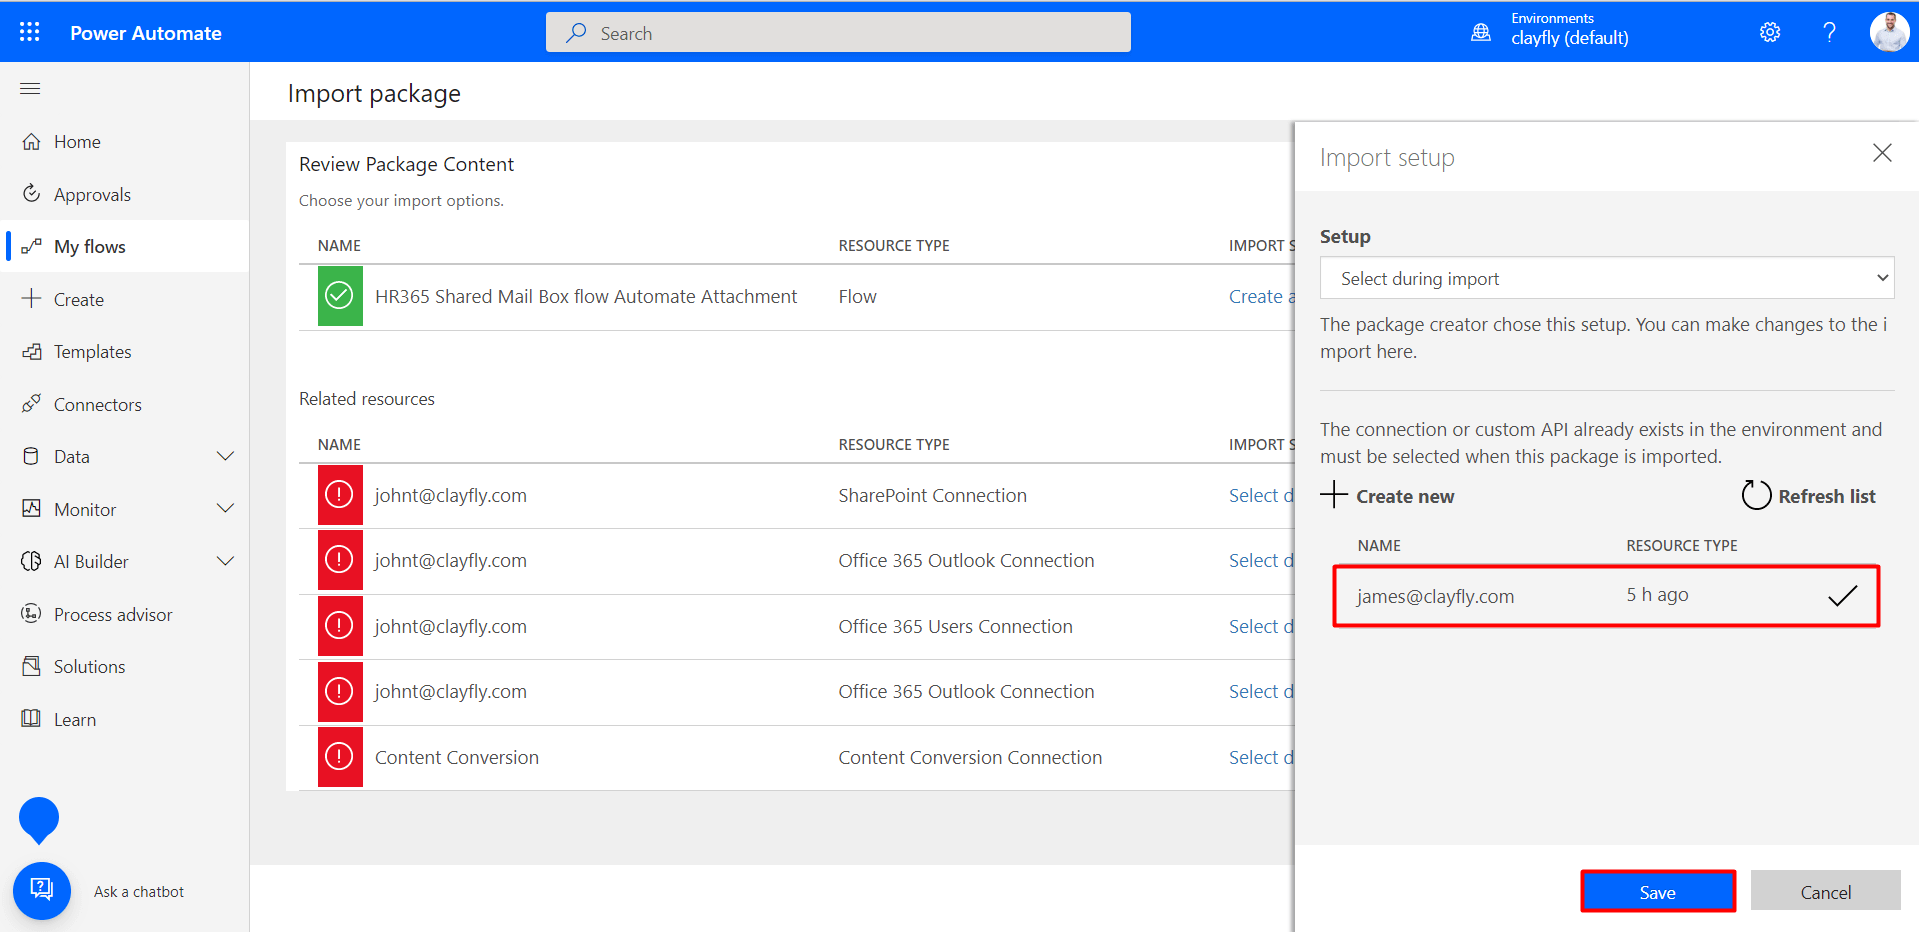 Power Automate
Search
Environments
clayfly (default)
Home
Approvals
My flows
Create
Templates
Connectors
Data
Monitor
AI Builder
Process advisor
Solutions
Learn
Ask a chatbot
Import package
Review Package Content
Choose your import options.
NAME RESOURCE TYPE IMPORT S
HR365 Shared Mail Box flow Automate Attachment Flow Create a
Related resources
NAME RESOURCE TYPE IMPORT S
johnt@clayfly.com SharePoint Connection Select d
johnt@clayfly.com Office 365 Outlook Connection Select d
johnt@clayfly.com Office 365 Users Connection Select d
johnt@clayfly.com Office 365 Outlook Connection Select d
Content Conversion Content Conversion Connection Select d
Import setup
Setup
Select during import
The package creator chose this setup. You can make changes to the i
mport here.
The connection or custom API already exists in the environment and
must be selected when this package is imported.
Create new Refresh list
NAME RESOURCE TYPE
james@clayfly.com 5 h ago
Save Cancel